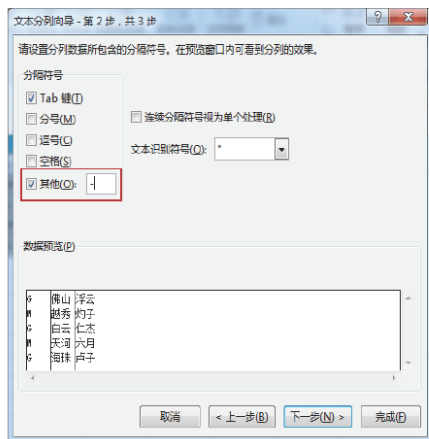 文本分列向导 - 第 2 步，共 3 步
请设置分列数据所包含的分隔符号。在预览窗口内可看到分列的效果。
分隔符号
Tab 键(T)
分号(M)
连续分隔符号视为单个处理(R)
逗号(C)
文本识别符号(Q): "
空格(S)
其他(O): -
数据预览(P)
G 佛山 浮云
M 越秀 灼子
G 白云 仁杰
M 天河 六月
G 海珠 卢子
取消 < 上一步(B) 下一步(N) > 完成(F)